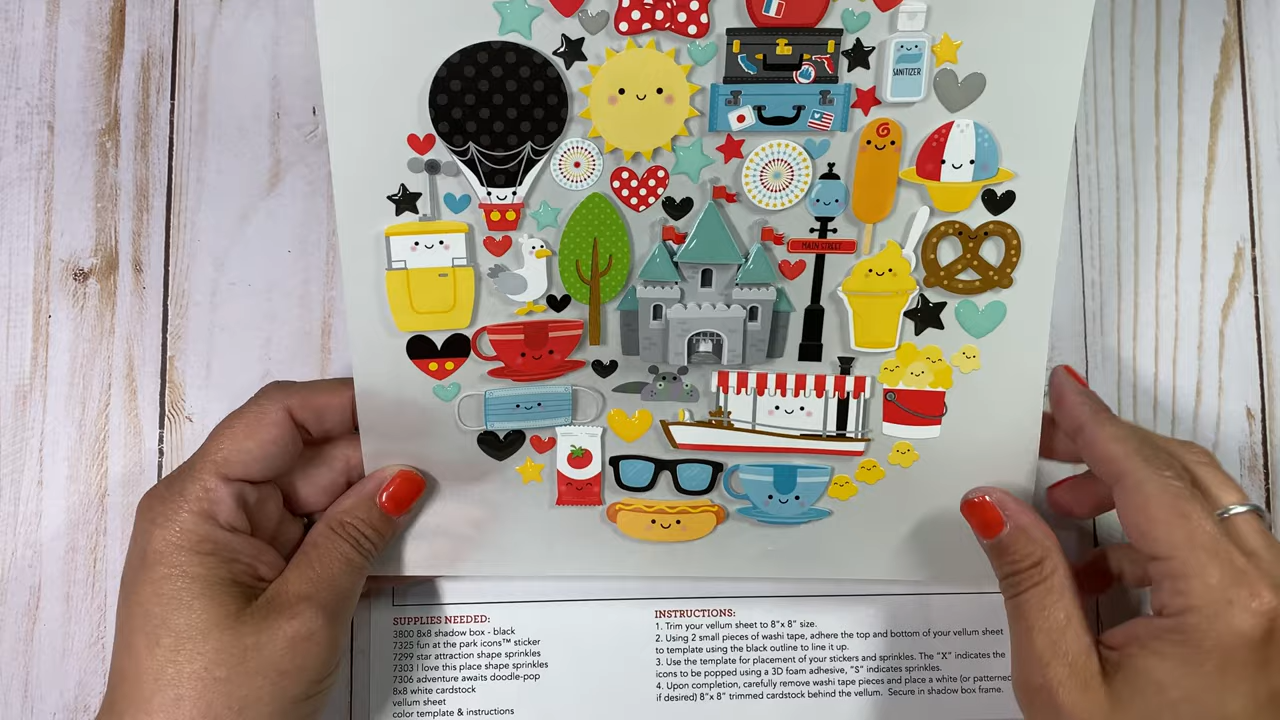 SANITIZER
MAIN STREET
SUPPLIES NEEDED:
3800 8x8 shadow box - black
7325 fun at the park icons™ sticker
7299 star attraction shape sprinkles
7303 I love this place shape sprinkles
7306 adventure awaits doodle-pop
8x8 white cardstock
vellum sheet
color template & instructions
INSTRUCTIONS:
1. Trim your vellum sheet to 8"x 8" size.
2. Using 2 small pieces of washi tape, adhere the top and bottom of your vellum sheet
to template using the black outline to line it up.
3. Use the template for placement of your stickers and sprinkles. The "X" indicates the
icons to be popped using a 3D foam adhesive, "S" indicates sprinkles.
4. Upon completion, carefully remove washi tape pieces and place a white (or patterned
if desired) 8"x 8" trimmed cardstock behind the vellum. Secure in shadow box frame.